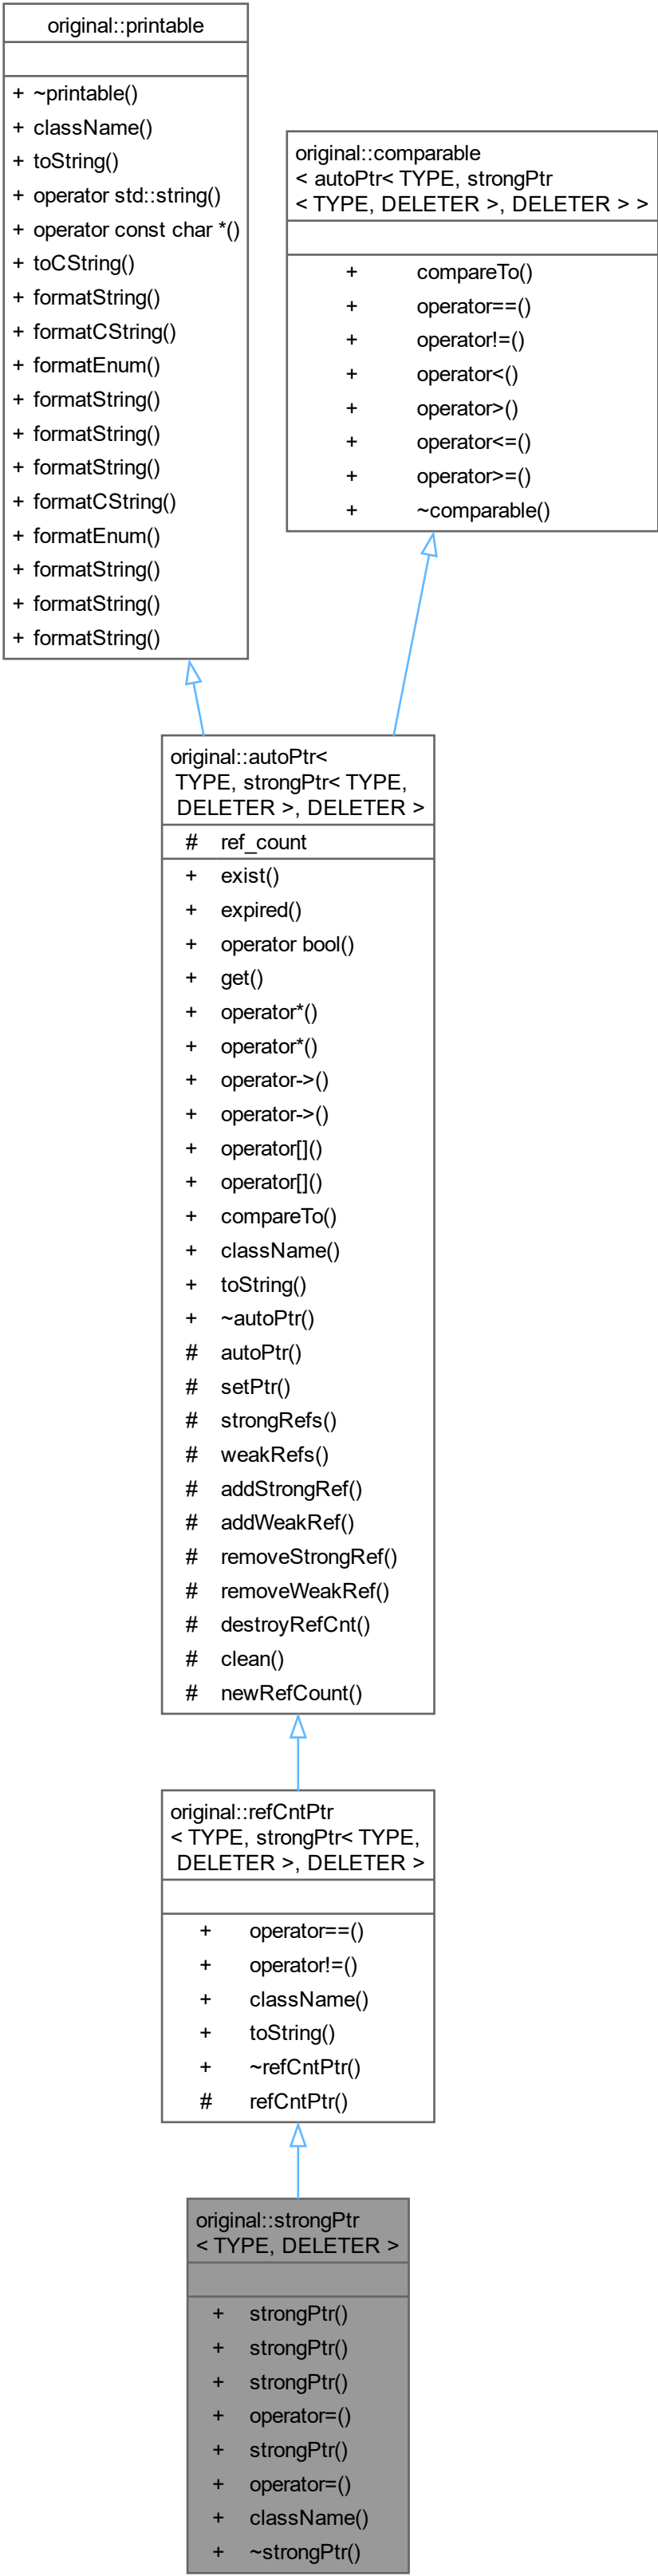 original::printable
+ ~printable()
+ className()
+ toString()
+ operator std::string()
+ operator const char *()
+ toCString()
+ formatString()
+ formatCString()
+ formatEnum()
+ formatString()
+ formatString()
+ formatString()
+ formatCString()
+ formatEnum()
+ formatString()
+ formatString()
+ formatString()
original::comparable
< autoPtr< TYPE, strongPtr
< TYPE, DELETER >, DELETER > >
+ compareTo()
+ operator==()
+ operator!=()
+ operator<()
+ operator>()
+ operator<=()
+ operator>=()
+ ~comparable()
original::autoPtr<
TYPE, strongPtr< TYPE,
DELETER >, DELETER >
# ref_count
+ exist()
+ expired()
+ operator bool()
+ get()
+ operator*()
+ operator*()
+ operator->()
+ operator->()
+ operator[]()
+ operator[]()
+ compareTo()
+ className()
+ toString()
+ ~autoPtr()
# autoPtr()
# setPtr()
# strongRefs()
# weakRefs()
# addStrongRef()
# addWeakRef()
# removeStrongRef()
# removeWeakRef()
# destroyRefCnt()
# clean()
# newRefCount()
original::refCntPtr
< TYPE, strongPtr< TYPE,
DELETER >, DELETER >
+ operator==()
+ operator!=()
+ className()
+ toString()
+ ~refCntPtr()
# refCntPtr()
original::strongPtr
< TYPE, DELETER >
+ strongPtr()
+ strongPtr()
+ strongPtr()
+ operator=()
+ strongPtr()
+ operator=()
+ className()
+ ~strongPtr()